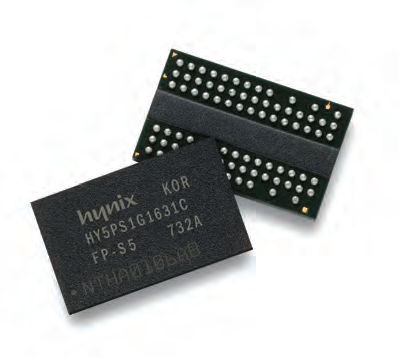 hynix KOR
HY5PS1G1631C
FP-S5 732A